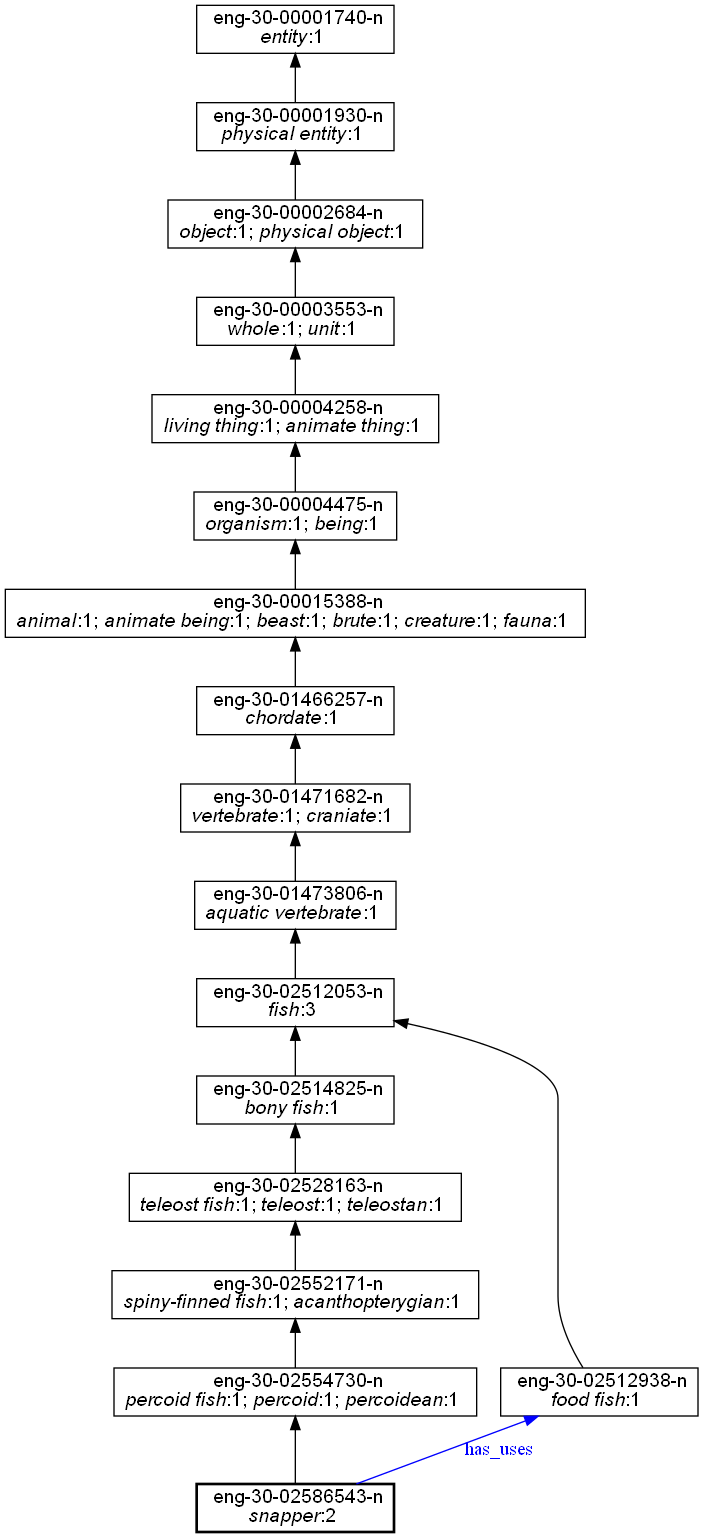 eng-30-00001740-n
entity:1
eng-30-00001930-n
physical entity:1
eng-30-00002684-n
object:1; physical object:1
eng-30-00003553-n
whole:1; unit:1
eng-30-00004258-n
living thing:1; animate thing:1
eng-30-00004475-n
organism:1; being:1
eng-30-00015388-n
animal:1; animate being:1; beast:1; brute:1; creature:1; fauna:1
eng-30-01466257-n
chordate:1
eng-30-01471682-n
vertebrate:1; craniate:1
eng-30-01473806-n
aquatic vertebrate:1
eng-30-02512053-n
fish:3
eng-30-02514825-n
bony fish:1
eng-30-02528163-n
teleost fish:1; teleost:1; teleostan:1
eng-30-02552171-n
spiny-finned fish:1; acanthopterygian:1
eng-30-02554730-n
percoid fish:1; percoid:1; percoidean:1
eng-30-02512938-n
food fish:1
has_uses
eng-30-02586543-n
snapper:2